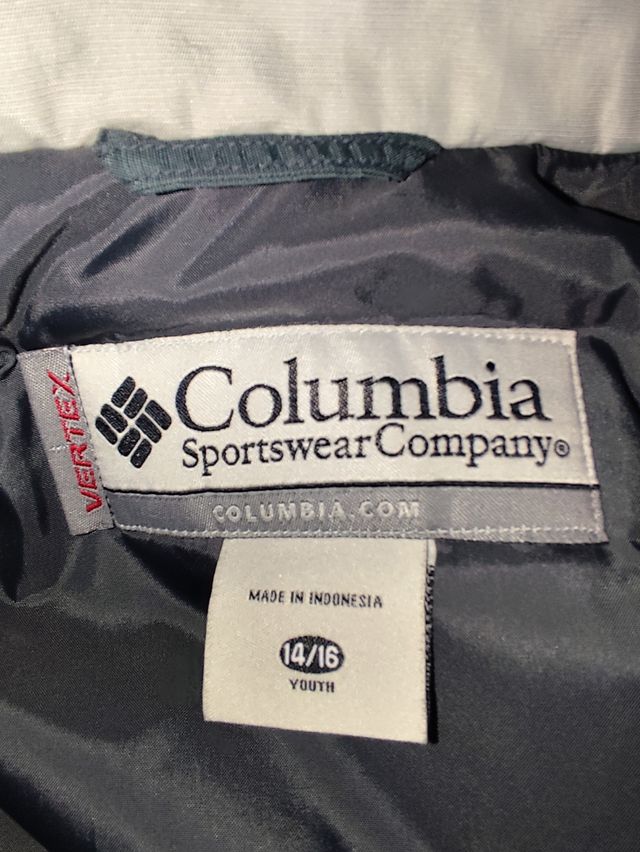 VERTEX
Columbia
Sportswear Company®
COLUMBIA.COM
MADE IN INDONESIA
14/16
YOUTH